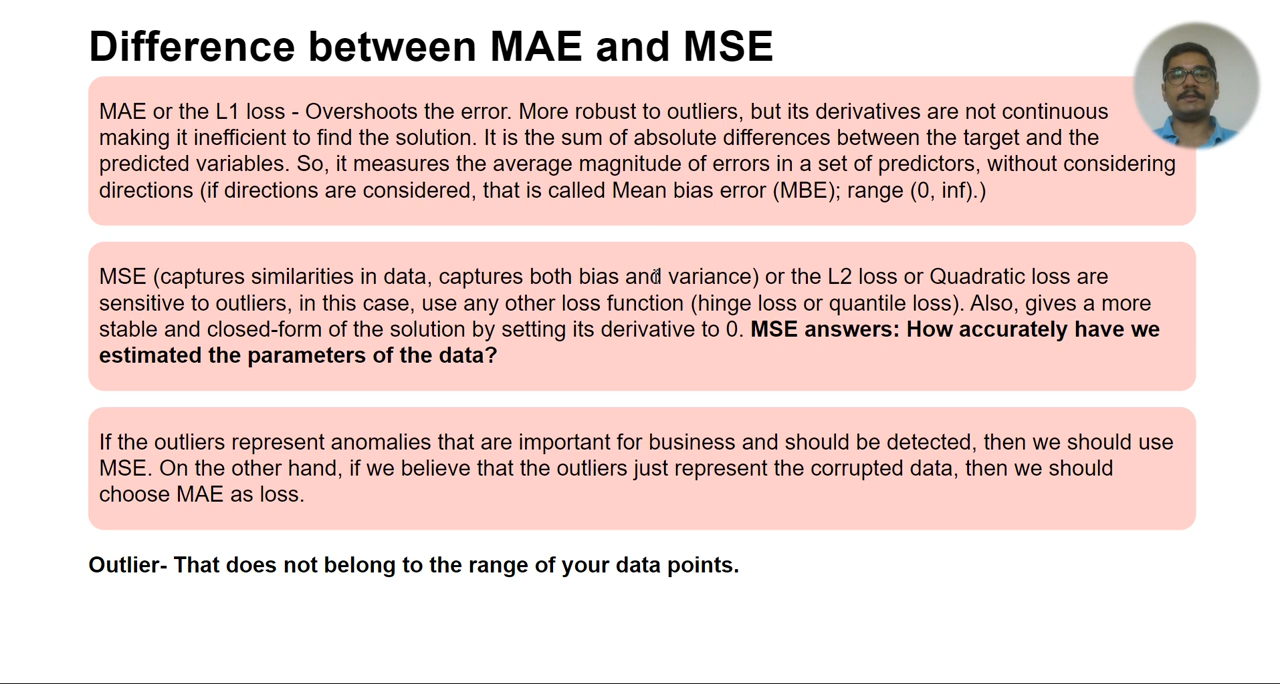 Difference between MAE and MSE
MAE or the L1 loss - Overshoots the error. More robust to outliers, but its derivatives are not continuous
making it inefficient to find the solution. It is the sum of absolute differences between the target and the
predicted variables. So, it measures the average magnitude of errors in a set of predictors, without considering
directions (if directions are considered, that is called Mean bias error (MBE); range (0, inf).)
MSE (captures similarities in data, captures both bias and variance) or the L2 loss or Quadratic loss are
sensitive to outliers, in this case, use any other loss function (hinge loss or quantile loss). Also, gives a more
stable and closed-form of the solution by setting its derivative to 0. MSE answers: How accurately have we
estimated the parameters of the data?
If the outliers represent anomalies that are important for business and should be detected, then we should use
MSE. On the other hand, if we believe that the outliers just represent the corrupted data, then we should
choose MAE as loss.
Outlier- That does not belong to the range of your data points.